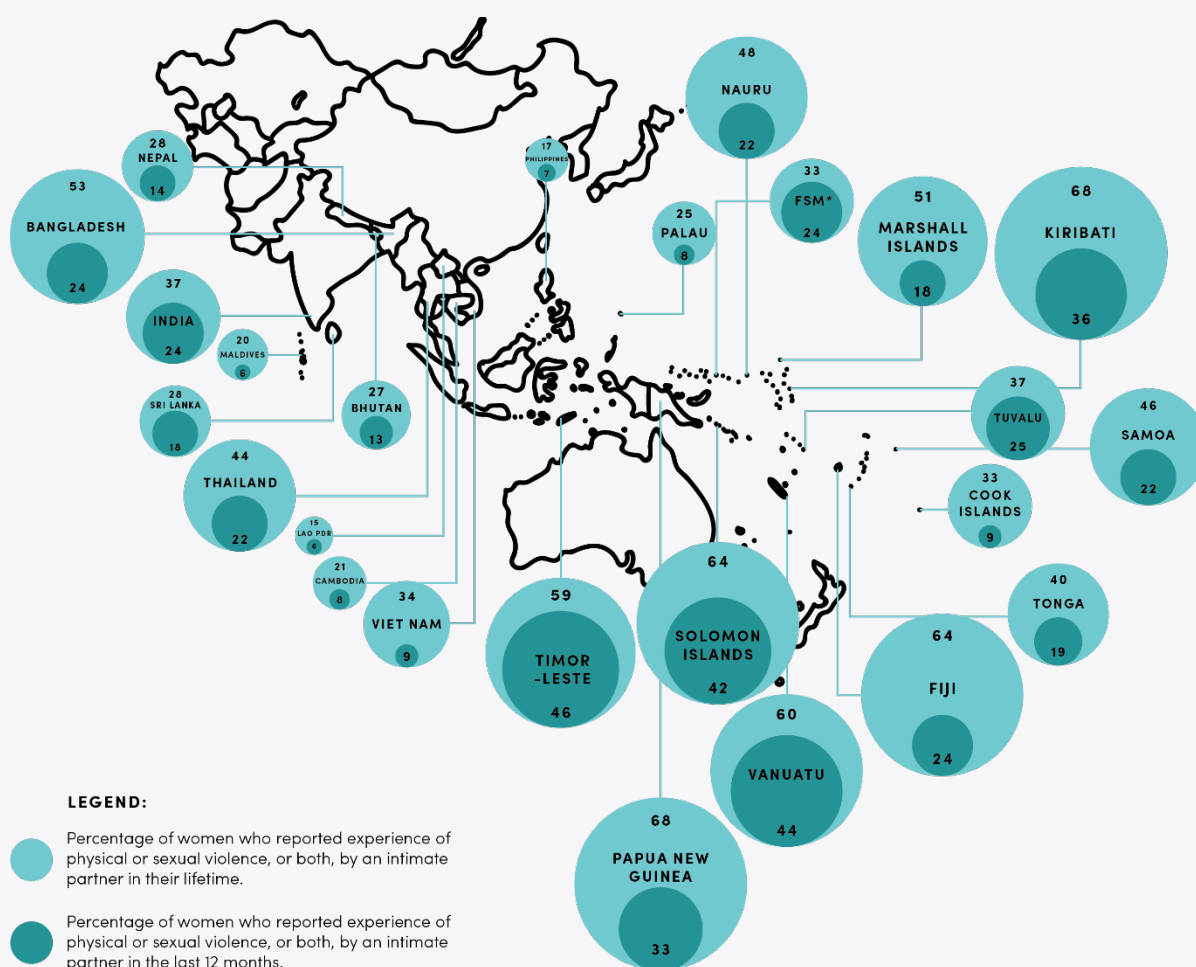 48
NAURU
22
17
PHILIPPINES
7
28
NEPAL
14
33
FSM*
24
53
BANGLADESH
24
25
PALAU
8
51
MARSHALL
ISLANDS
18
68
KIRIBATI
36
37
INDIA
24
20
MALDIVES
6
28
SRI LANKA
18
27
BHUTAN
13
37
TUVALU
25
46
SAMOA
22
44
THAILAND
22
33
COOK
ISLANDS
9
15
LAO PDR
6
21
CAMBODIA
8
34
VIET NAM
9
59
TIMOR
-LESTE
46
64
SOLOMON
ISLANDS
42
40
TONGA
19
64
FIJI
24
60
VANUATU
44
68
PAPUA NEW
GUINEA
33
LEGEND:
Percentage of women who reported experience of
physical or sexual violence, or both, by an intimate
partner in their lifetime.
Percentage of women who reported experience of
physical or sexual violence, or both, by an intimate
partner in the last 12 months.